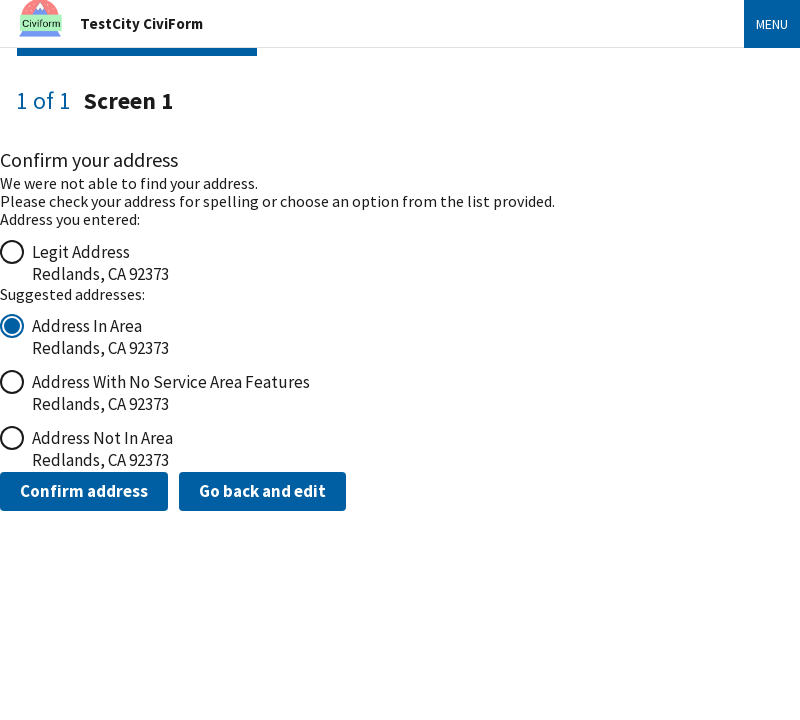 Civiform
TestCity CiviForm
MENU
1 of 1 Screen 1
Confirm your address
We were not able to find your address.
Please check your address for spelling or choose an option from the list provided.
Address you entered:
Legit Address
Redlands, CA 92373
Suggested addresses:
Address In Area
Redlands, CA 92373
Address With No Service Area Features
Redlands, CA 92373
Address Not In Area
Redlands, CA 92373
Confirm address Go back and edit